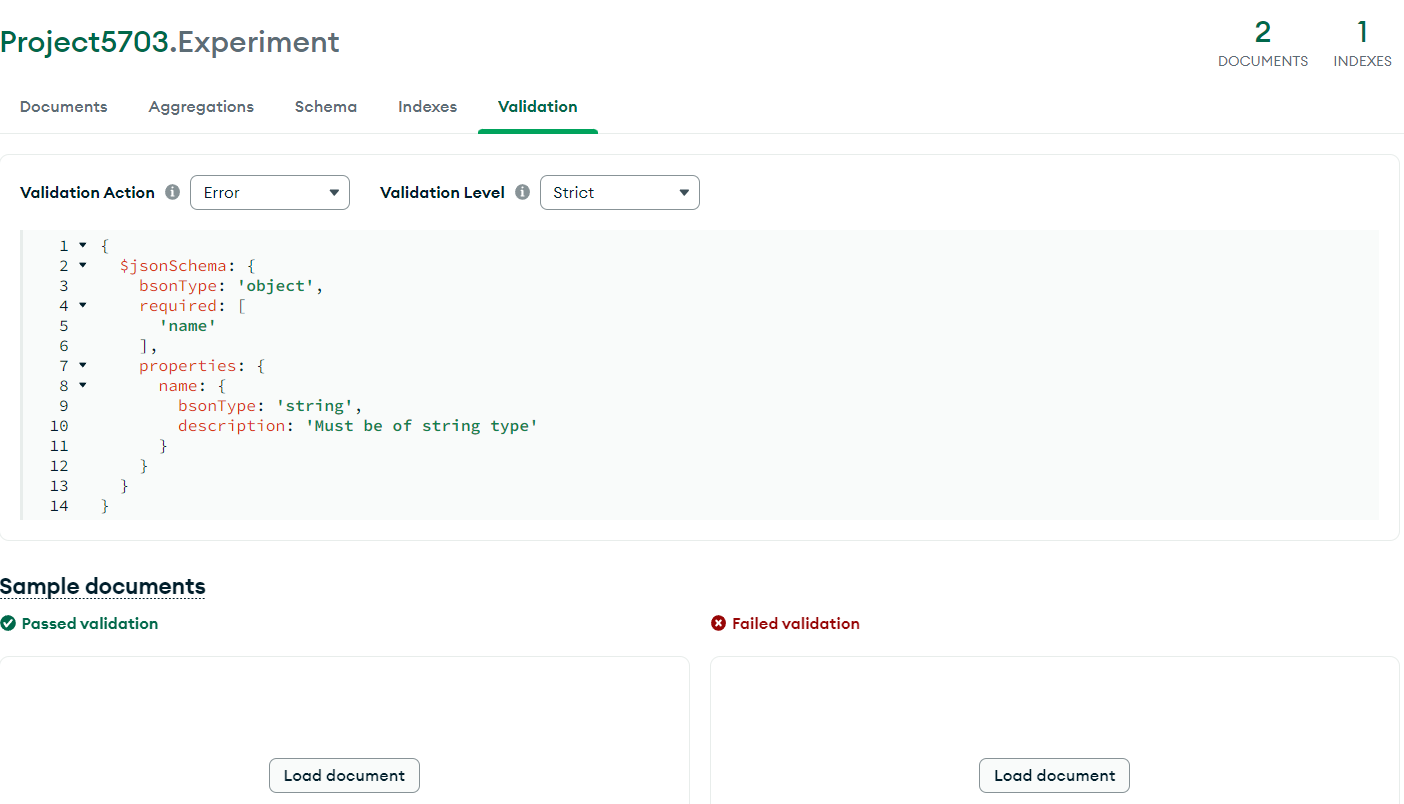 Project5703.Experiment
2 1
DOCUMENTS INDEXES
Documents Aggregations Schema Indexes Validation
Validation Action Error Validation Level Strict
1 {
2 $jsonSchema: {
3 bsonType: 'object',
4 required: [
5 'name'
6 ],
7 properties: {
8 name: {
9 bsonType: 'string',
10 description: 'Must be of string type'
11 }
12 }
13 }
14 }
Sample documents
Passed validation Failed validation
Load document Load document